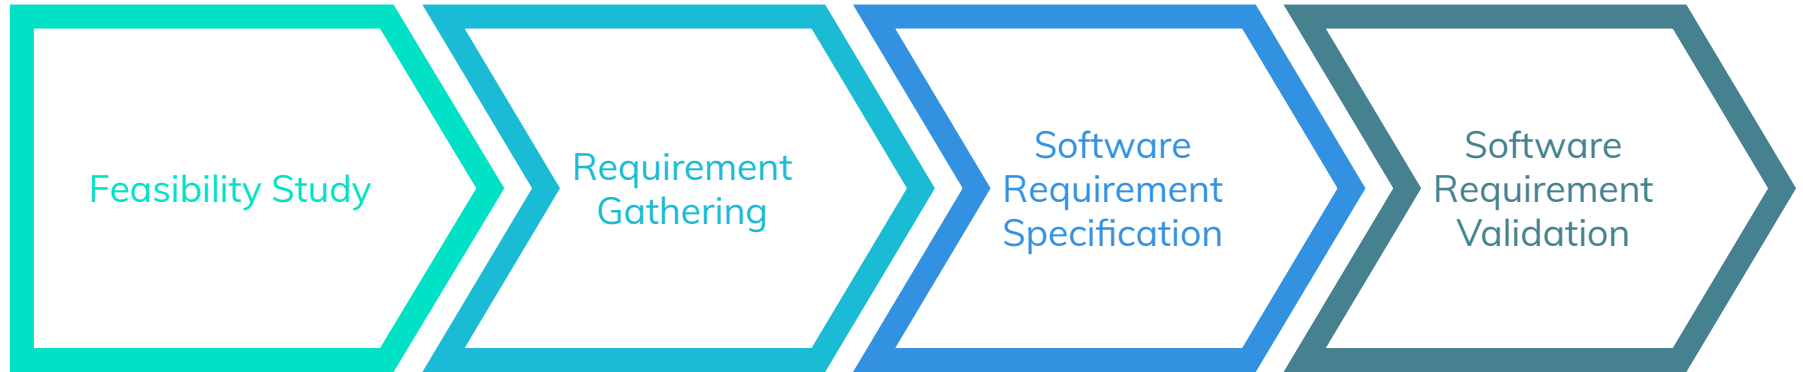 Feasibility Study
Requirement
Gathering
Software
Requirement
Specification
Software
Requirement
Validation